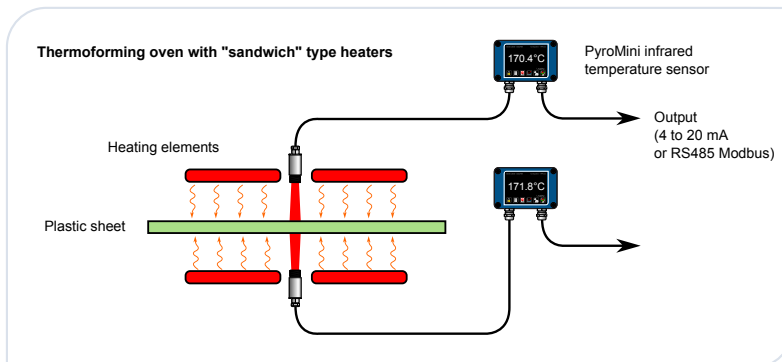 Thermoforming oven with "sandwich" type heaters
170.4°C
PyroMini infrared
temperature sensor
Output
(4 to 20 mA
or RS485 Modbus)
Heating elements
171.8°C
Plastic sheet